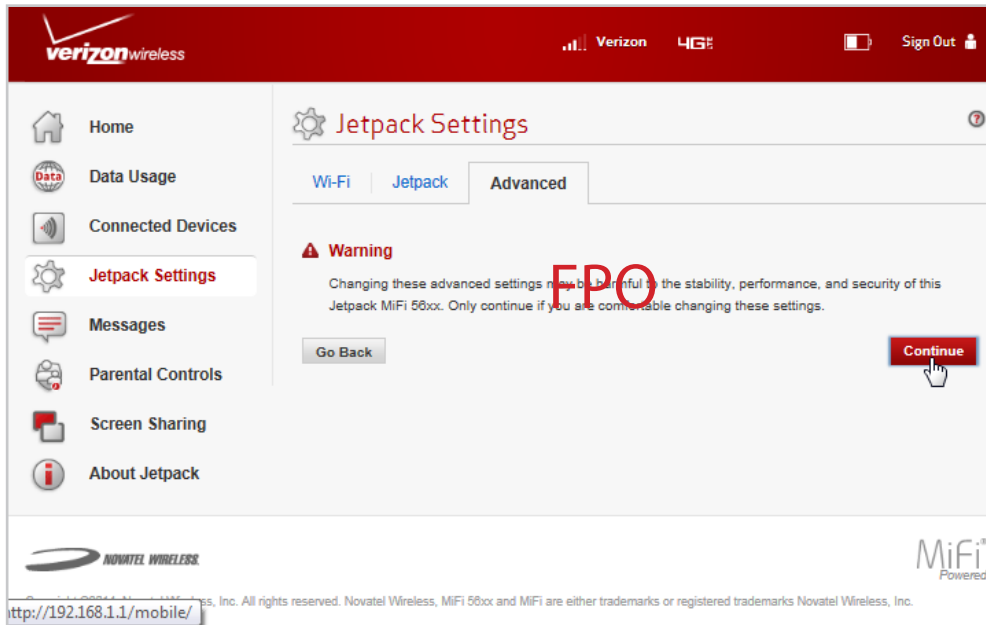 verizonwireless
Verizon 4G LTE Sign Out
Home
Data Data Usage
Connected Devices
Jetpack Settings
Messages
Parental Controls
Screen Sharing
About Jetpack
Jetpack Settings ?
Wi-Fi Jetpack Advanced
Warning
Changing these advanced settings may be harmful to the stability, performance, and security of this
Jetpack MiFi 56xx. Only continue if you are comfortable changing these settings.
FPO
Go Back Continue
NOVATEL WIRELESS.
MiFi®
Powered
ss, Inc. All rights reserved. Novatel Wireless, MiFi 56xx and MiFi are either trademarks or registered trademarks Novatel Wireless, Inc.
ttp://192.168.1.1/mobile/